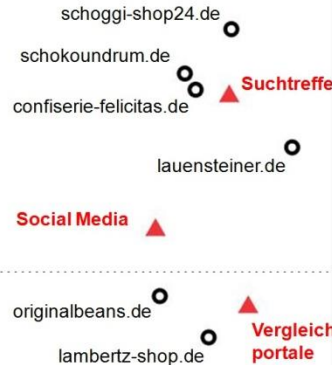 schoggi-shop24.de
schokoundrum.de
Suchtreffe
confiserie-felicitas.de
lauensteiner.de
Social Media
originalbeans.de
Vergleich
portale
lambertz-shop.de